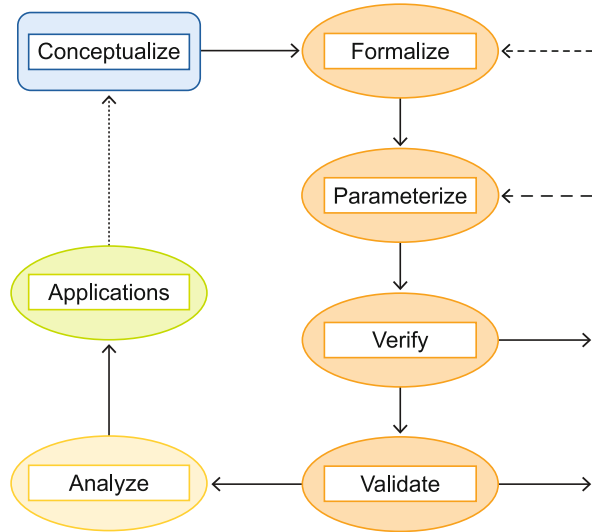 Conceptualize
Formalize
Parameterize
Applications
Verify
Analyze
Validate